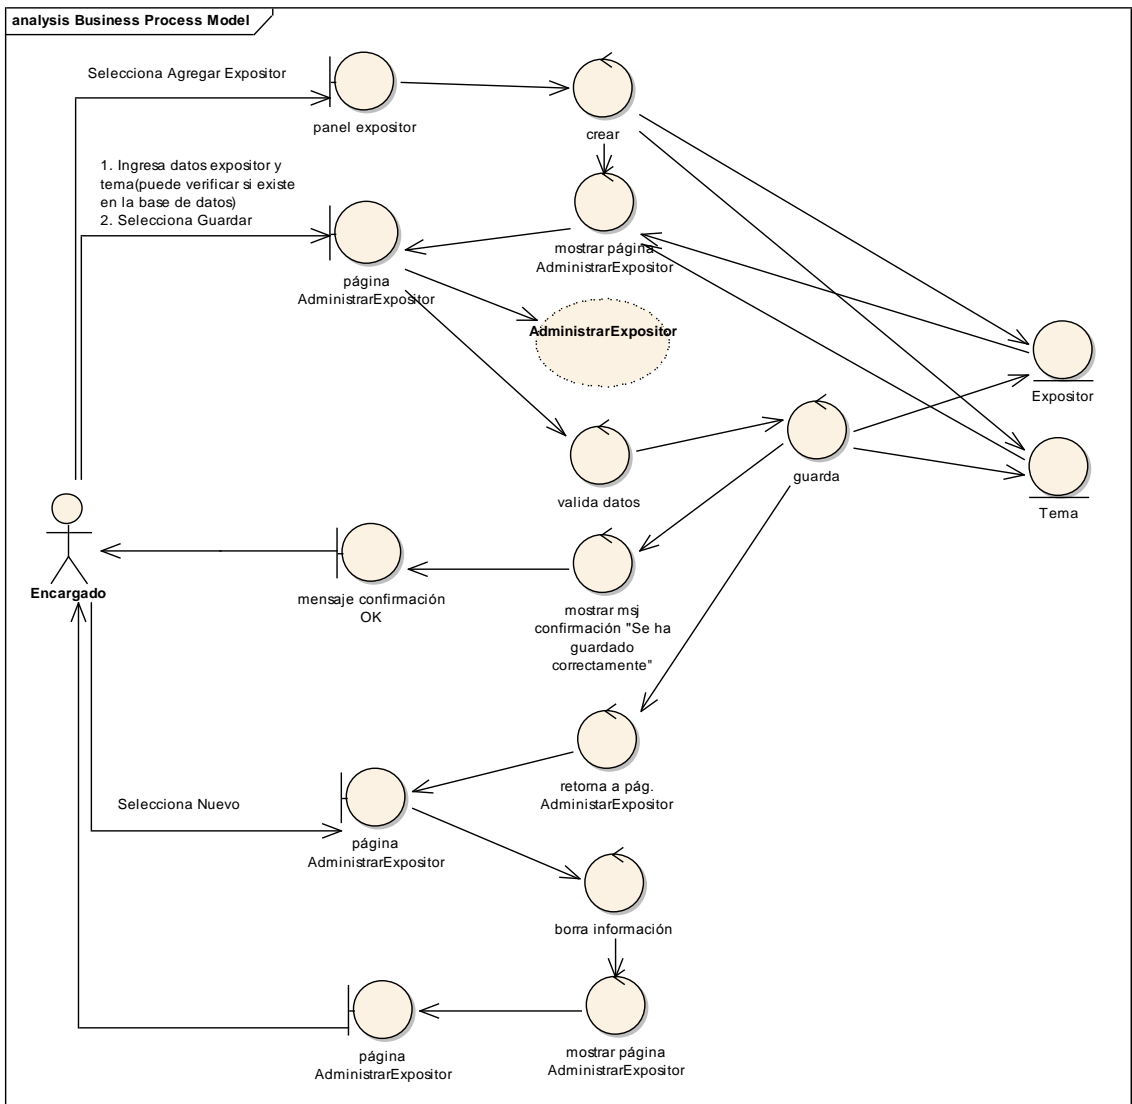 analysis Business Process Model
Selecciona Agregar Expositor
panel expositor
crear
1. Ingresa datos expositor y
tema(puede verificar si existe
en la base de datos)
2. Selecciona Guardar
mostrar página
AdministrarExpositor
página
AdministrarExpositor
AdministrarExpositor
Expositor
guarda
valida datos
Tema
Encargado
mensaje confirmación
OK
mostrar msj
confirmación "Se ha
guardado
correctamente"
retorna a pág.
AdministarExpositor
Selecciona Nuevo
página
AdministrarExpositor
borra información
página
AdministrarExpositor
mostrar página
AdministrarExpositor